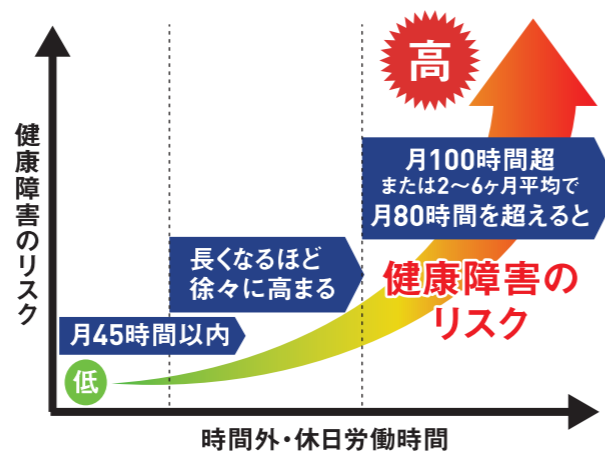 高
月100時間超
または2〜6ヶ月平均で
月80時間を超えると
健康障害の
リスク
長くなるほど
徐々に高まる
月45時間以内
低
健康障害のリスク
時間外・休日労働時間